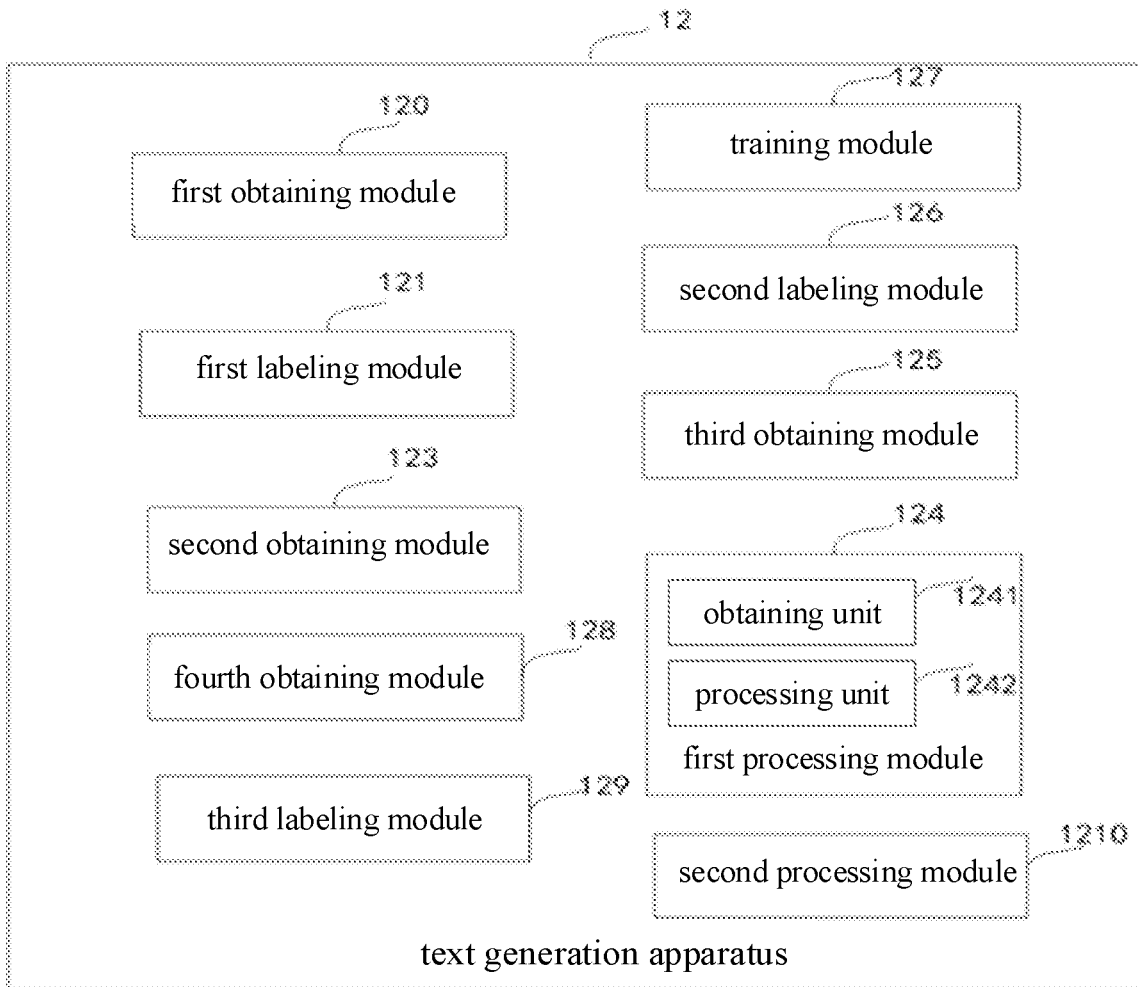 12
120
first obtaining module
127
training module
121
first labeling module
126
second labeling module
123
second obtaining module
125
third obtaining module
128
fourth obtaining module
124
1241
obtaining unit
1242
processing unit
first processing module
129
third labeling module
1210
second processing module
text generation apparatus